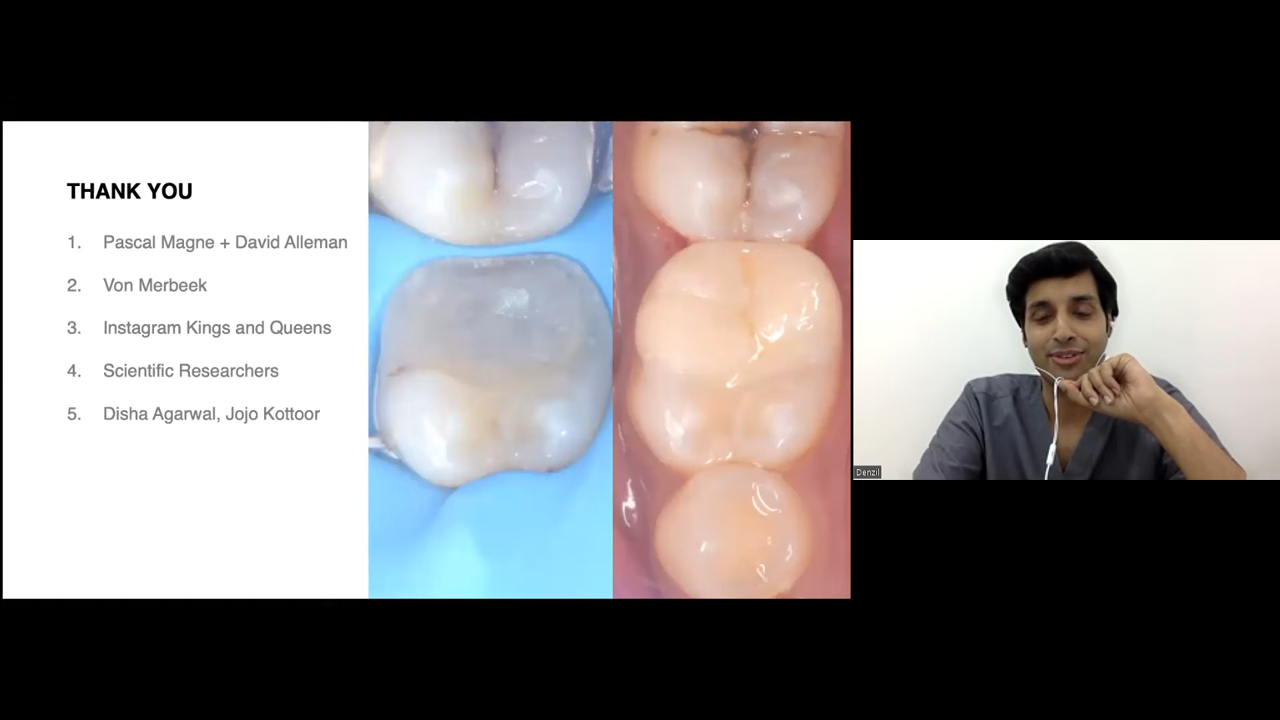 THANK YOU
1. Pascal Magne + David Alleman
2. Von Merbeek
3. Instagram Kings and Queens
4. Scientific Researchers
5. Disha Agarwal, Jojo Kottoor
Denzil